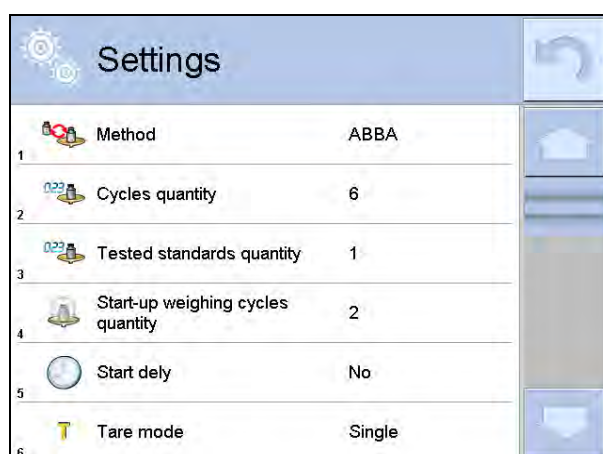 Settings
1 Method ABBA
2 Cycles quantity 6
3 Tested standards quantity 1
4 Start-up weighing cycles
quantity 2
5 Start dely No
6 Tare mode Single